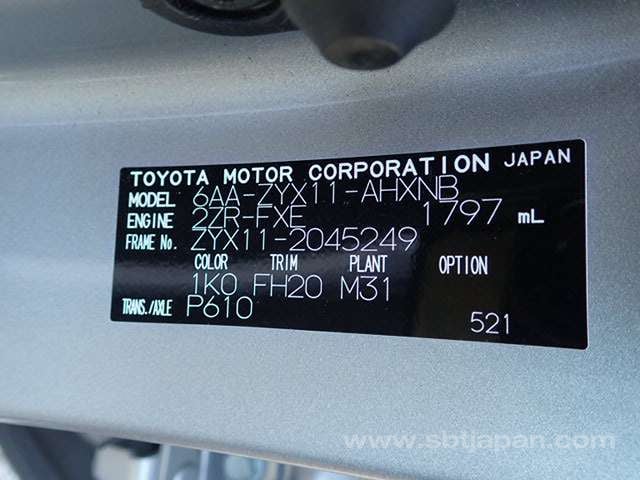 TOYOTA MOTOR CORPORATION JAPAN
MODEL 6AA-ZYX11-AHXNB
ENGINE 2ZR-FXE 1797 mL
FRAME No. ZYX11-2045249
COLOR TRIM PLANT OPTION
1K0 FH20 M31
TRANS./AXLE P610
521
www.sbtjapan.com